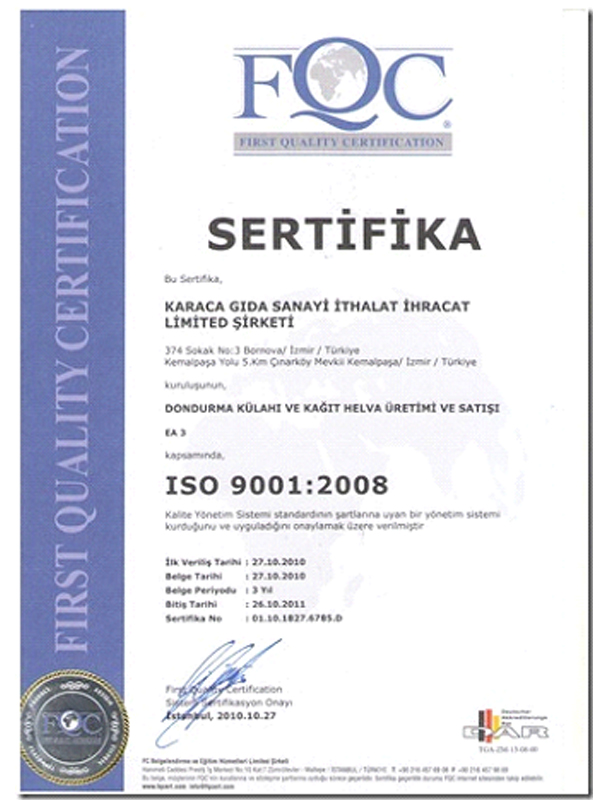 FIRST QUALITY CERTIFICATION
FQC
®
FIRST QUALITY CERTIFICATION
SERTİFİKA
Bu Sertifika,
KARACA GIDA SANAYİ İTHALAT İHRACAT
LİMİTED ŞİRKETİ
374 Sokak No:3 Bornova/ İzmir / Türkiye
Kemalpaşa Yolu 5.Km Çınarköy Mevkii Kemalpaşa/ İzmir / Türkiye
kuruluşunun,
DONDURMA KÜLAHI VE KAĞIT HELVA ÜRETİMİ VE SATIŞI
EA 3
kapsamında,
ISO 9001:2008
Kalite Yönetim Sistemi standardının şartlarına uyan bir yönetim sistemi
kurduğunu ve uyguladığını onaylamak üzere verilmiştir
İlk Veriliş Tarihi : 27.10.2010
Belge Tarihi : 27.10.2010
Belge Periyodu : 3 Yıl
Bitiş Tarihi : 26.10.2011
Sertifika No : 01.10.1827.6785.D
First Quality Certification
Sistem Sertifikasyon Onayı
İstanbul, 2010.10.27
FQC
Deutscher
Akkreditierungs
Rat
DAR
TGA-ZM-15-08-00
FC Belgelendirme ve Eğitim Hizmetleri Limited Şirketi
www.fqcert.com info@fqcert.com